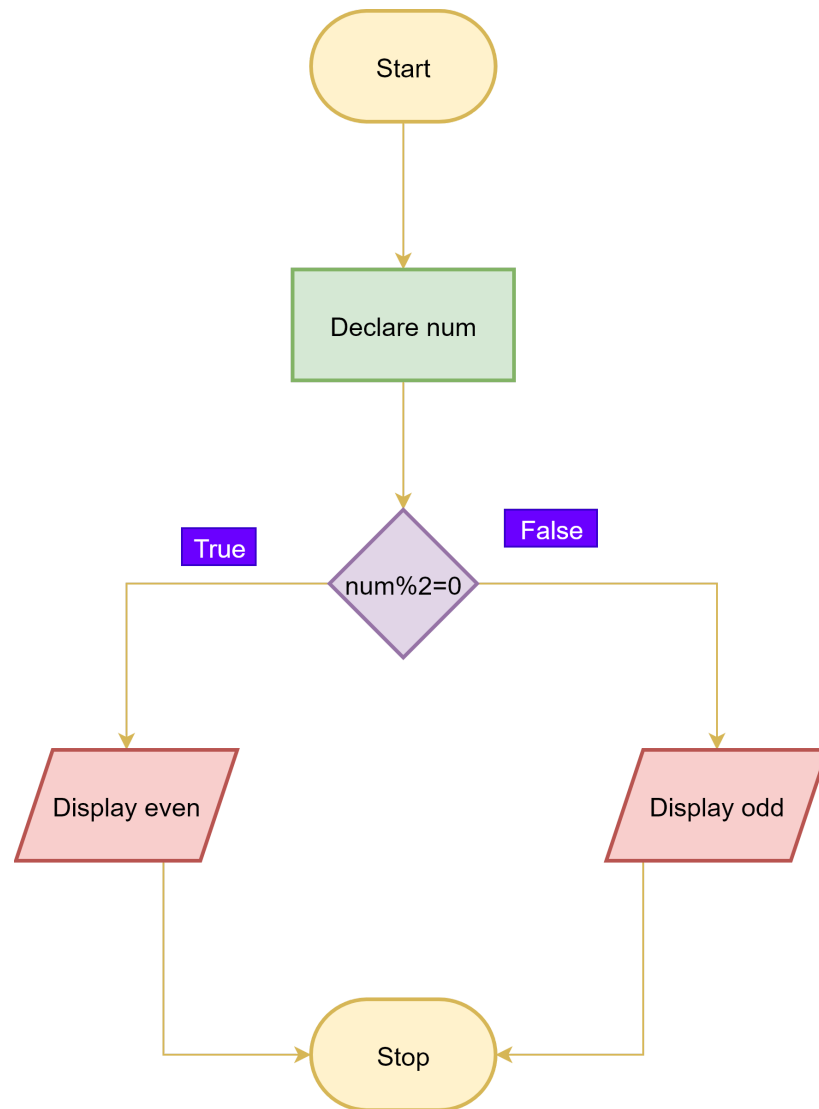 Start
Declare num
True
False
num%2=0
Display even
Display odd
Stop